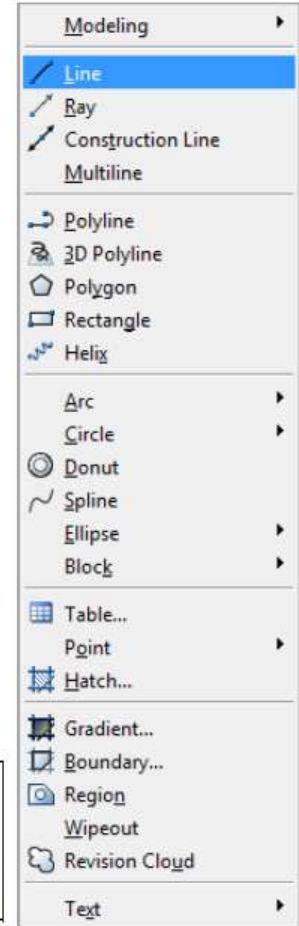 Modeling
Line
Ray
Construction Line
Multiline
Polyline
3D Polyline
Polygon
Rectangle
Helix
Arc
Circle
Donut
Spline
Ellipse
Block
Table...
Point
Hatch...
Gradient...
Boundary...
Region
Wipeout
Revision Cloud
Text